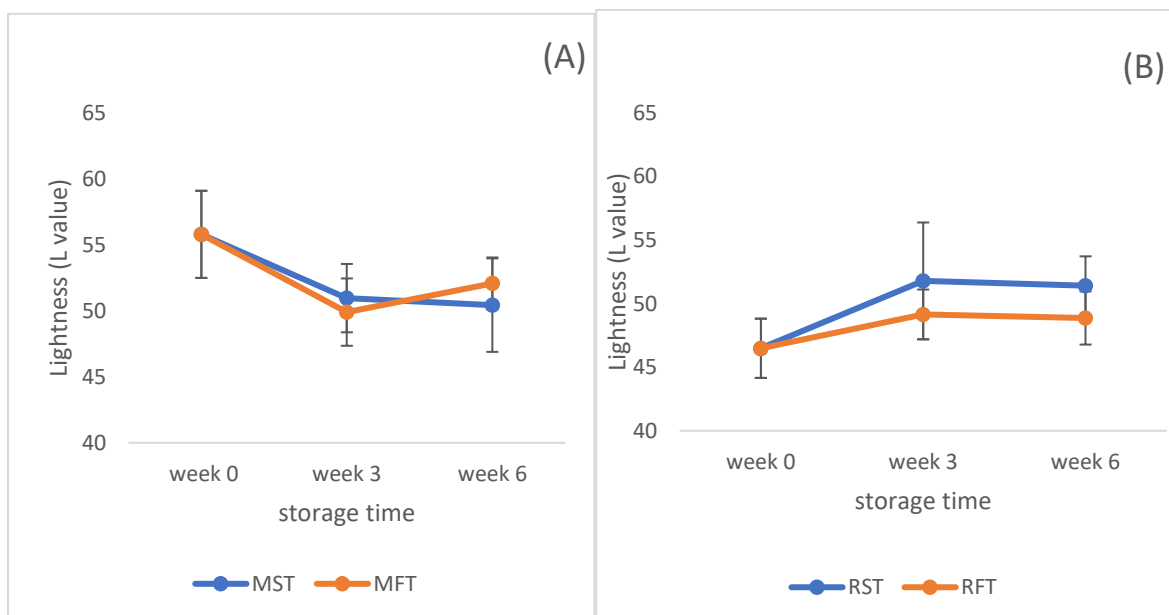 (A)
65
60
55
50
45
40
Lightness (L value)
week 0 week 3 week 6
storage time
MST MFT
(B)
65
60
55
50
45
40
Lightness (L value)
week 0 week 3 week 6
storage time
RST RFT